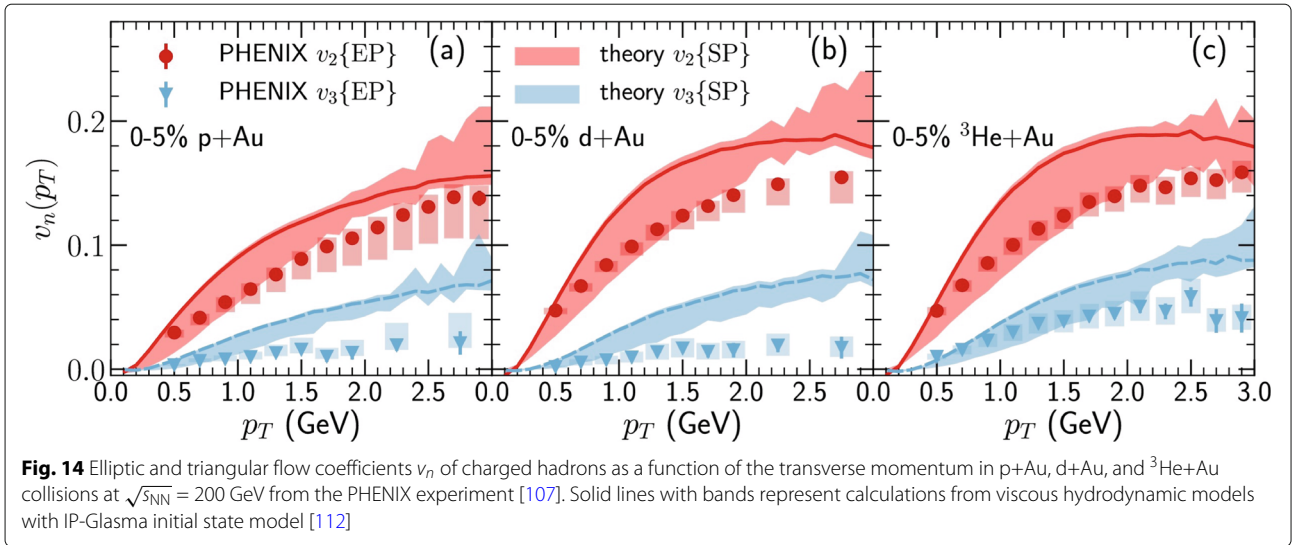 (a)
PHENIX v₂{EP}
PHENIX v₃{EP}
0-5% p+Au
(b)
theory v₂{SP}
theory v₃{SP}
0-5% d+Au
(c)
0-5% ³He+Au
vₙ(p_T)
0.2
0.1
0.0
0.0 0.5 1.0 1.5 2.0 2.5 0.0 0.5 1.0 1.5 2.0 2.5 0.0 0.5 1.0 1.5 2.0 2.5 3.0
p_T (GeV) p_T (GeV) p_T (GeV)
Fig. 14 Elliptic and triangular flow coefficients vₙ of charged hadrons as a function of the transverse momentum in p+Au, d+Au, and ³He+Au
collisions at √s_NN = 200 GeV from the PHENIX experiment [107]. Solid lines with bands represent calculations from viscous hydrodynamic models
with IP-Glasma initial state model [112]